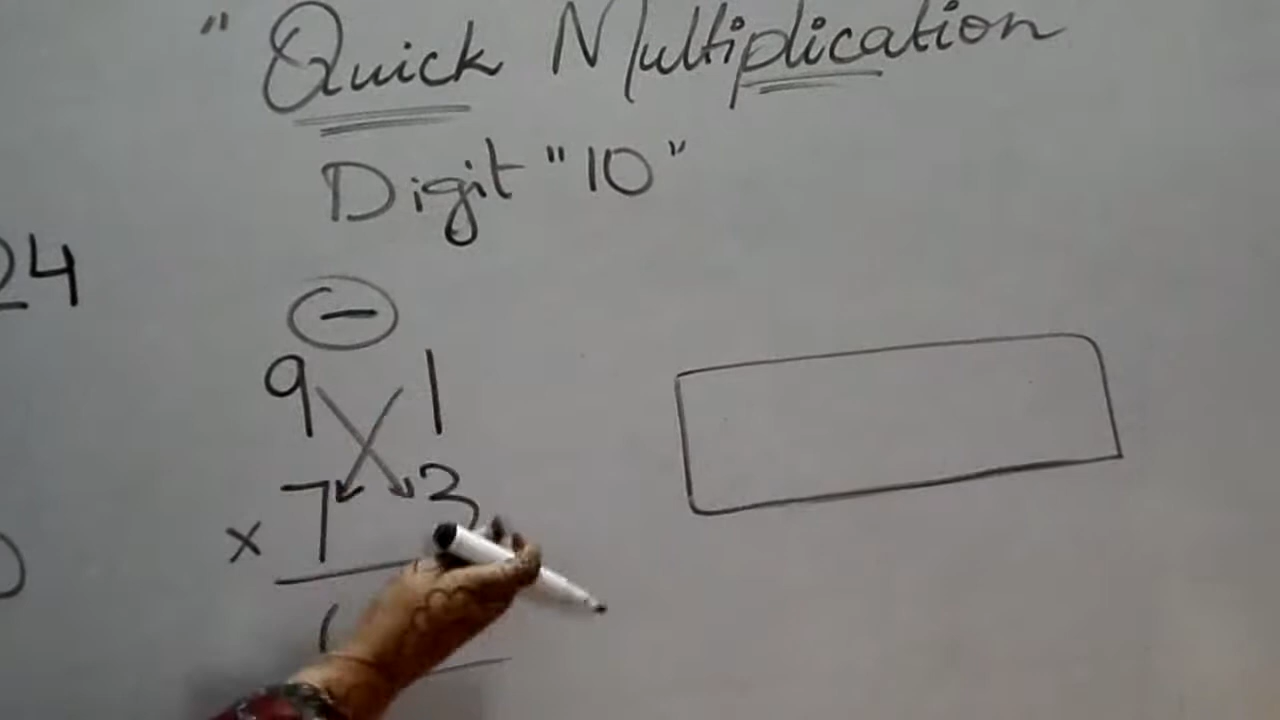 " Quick Multiplication
Digit "10"
24
−
9 1
× 7 3